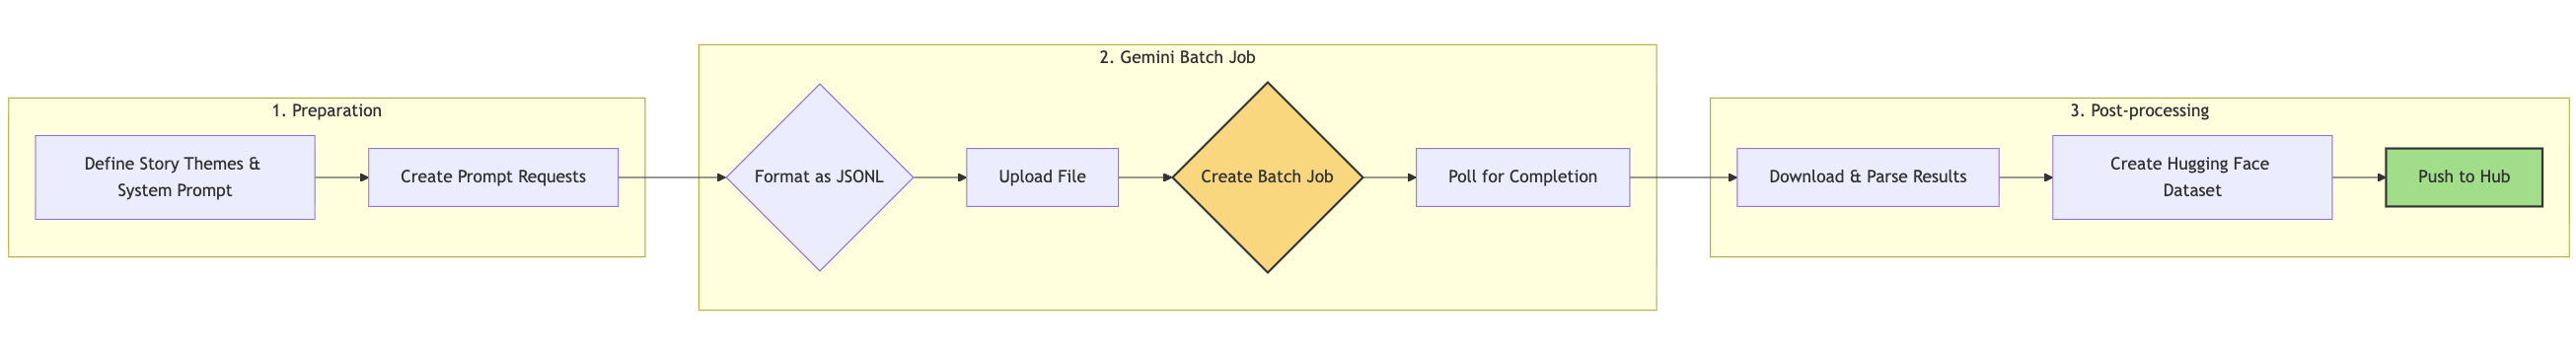 1. Preparation
Define Story Themes &
System Prompt
Create Prompt Requests
2. Gemini Batch Job
Format as JSONL
Upload File
Create Batch Job
Poll for Completion
3. Post-processing
Download & Parse Results
Create Hugging Face
Dataset
Push to Hub